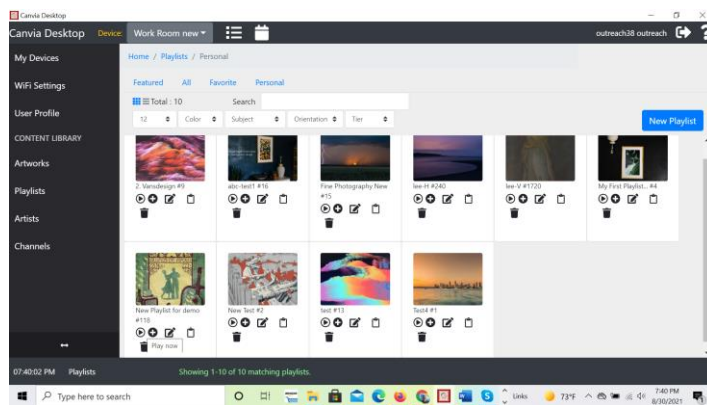 Canvia Desktop
Canvia Desktop Device: Work Room new outreach38 outreach ?
My Devices
WiFi Settings
User Profile
CONTENT LIBRARY
Artworks
Playlists
Artists
Channels
Home / Playlists / Personal
Featured All Favorite Personal
Total : 10 Search
12 Color Subject Orientation Tier
New Playlist
2. Vansdesign #9
abc-test1 #16
Fine Photography New
#15
lee-H #240
lee-V #1720
My First Playlist... #4
New Playlist for demo
#116
New Test #2
test #13
Test4 #1
Play now
07:40:02 PM Playlists Showing 1-10 of 10 matching playlists.
Type here to search
Links 73°F 7:40 PM
8/30/2021